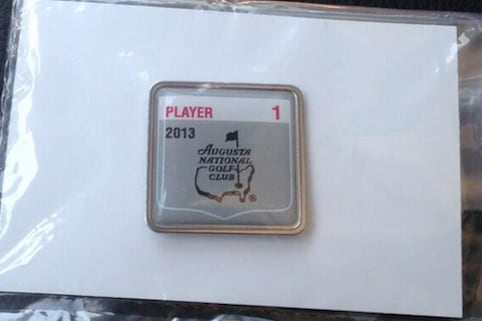 PLAYER 1
2013
AUGUSTA
NATIONAL
GOLF
CLUB
®